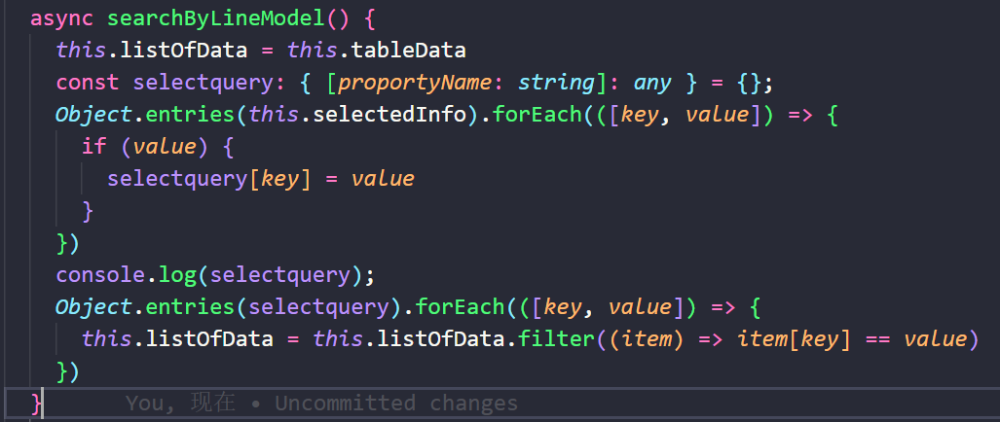 async searchByLineModel() {
this.listOfData = this.tableData
const selectquery: { [proportyName: string]: any } = {};
Object.entries(this.selectedInfo).forEach(([key, value]) => {
if (value) {
selectquery[key] = value
}
})
console.log(selectquery);
Object.entries(selectquery).forEach(([key, value]) => {
this.listOfData = this.listOfData.filter((item) => item[key] == value)
})
} You, 现在 • Uncommitted changes